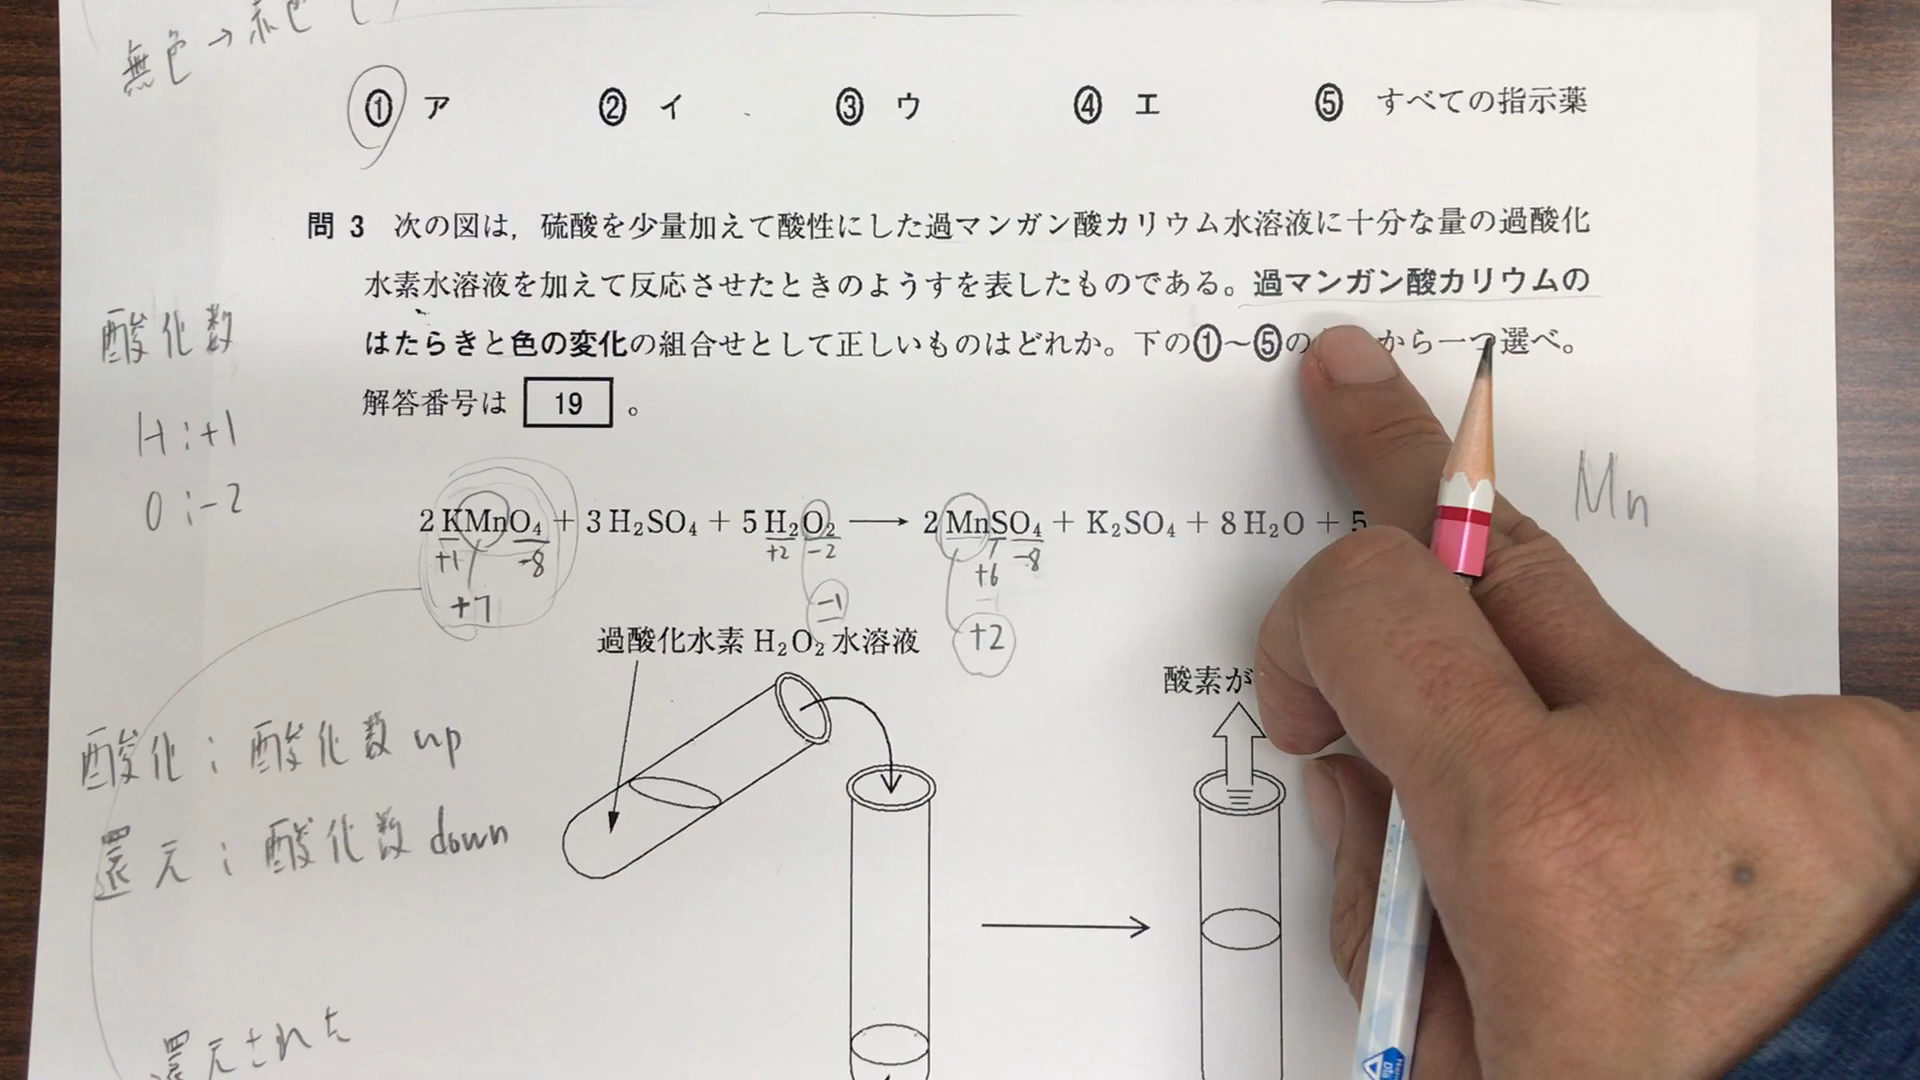 無色→赤色
① ア ② イ ③ ウ ④ エ ⑤ すべての指示薬
問 3 次の図は，硫酸を少量加えて酸性にした過マンガン酸カリウム水溶液に十分な量の過酸化
水素水溶液を加えて反応させたときのようすを表したものである。過マンガン酸カリウムの
はたらきと色の変化の組合せとして正しいものはどれか。下の①～⑤の から一つ選べ。
解答番号は 19 。
酸化数
H:+1
O:-2
2 KMnO₄ + 3 H₂SO₄ + 5 H₂O₂ ⟶ 2 MnSO₄ + K₂SO₄ + 8 H₂O + 5
+1 -8 +2 -2 -8
+7 -1 +6
+2
Mn
過酸化水素 H₂O₂ 水溶液
酸素が
酸化:酸化数 up
還元:酸化数 down
還元された